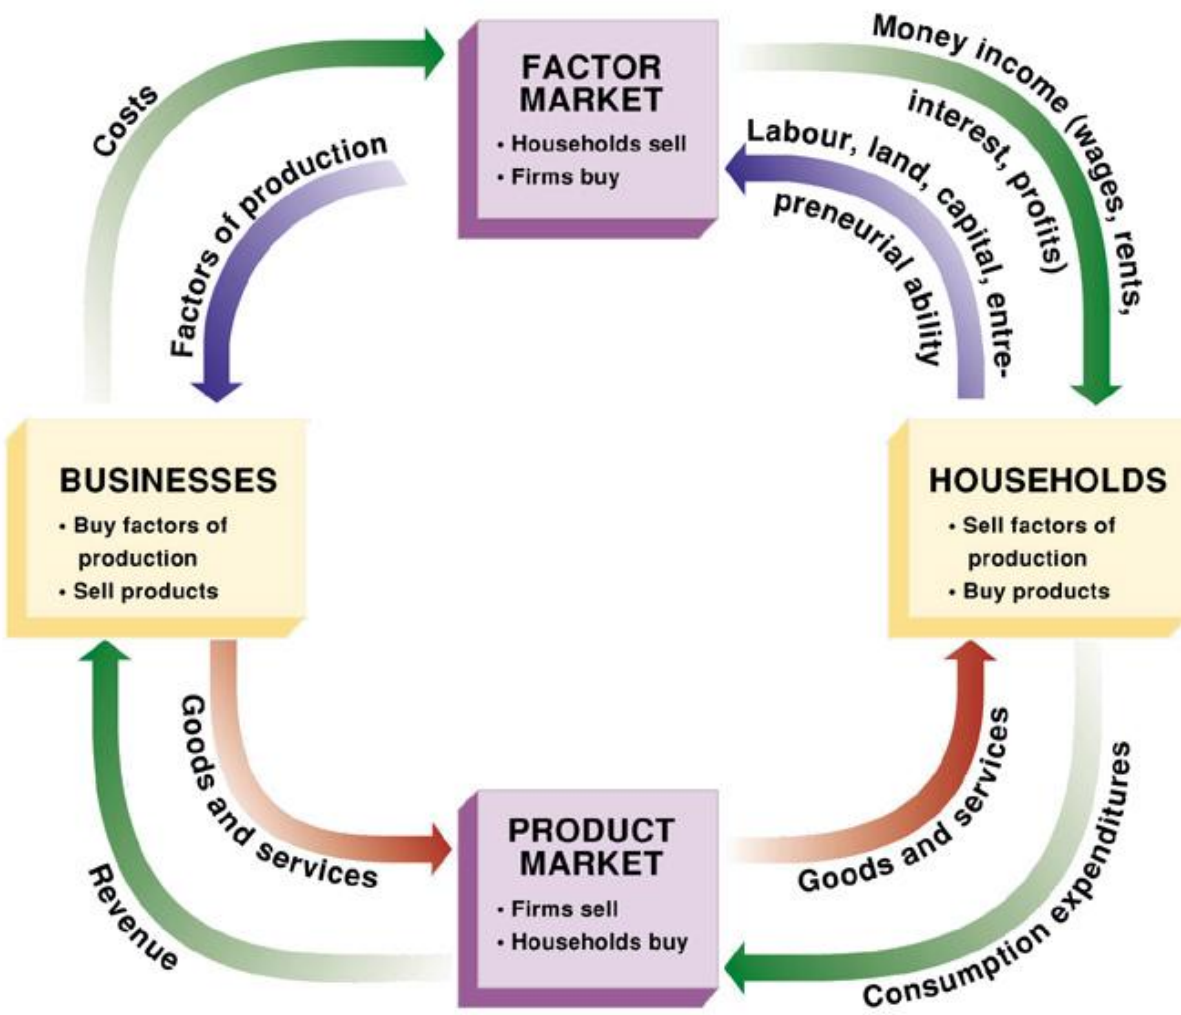 Costs
Factors of production
FACTOR
MARKET
• Households sell
• Firms buy
Money income (wages, rents,
interest, profits)
Labour, land, capital, entre-
preneurial ability
BUSINESSES
• Buy factors of
production
• Sell products
HOUSEHOLDS
• Sell factors of
production
• Buy products
Goods and services
Revenue
PRODUCT
MARKET
• Firms sell
• Households buy
Goods and services
Consumption expenditures